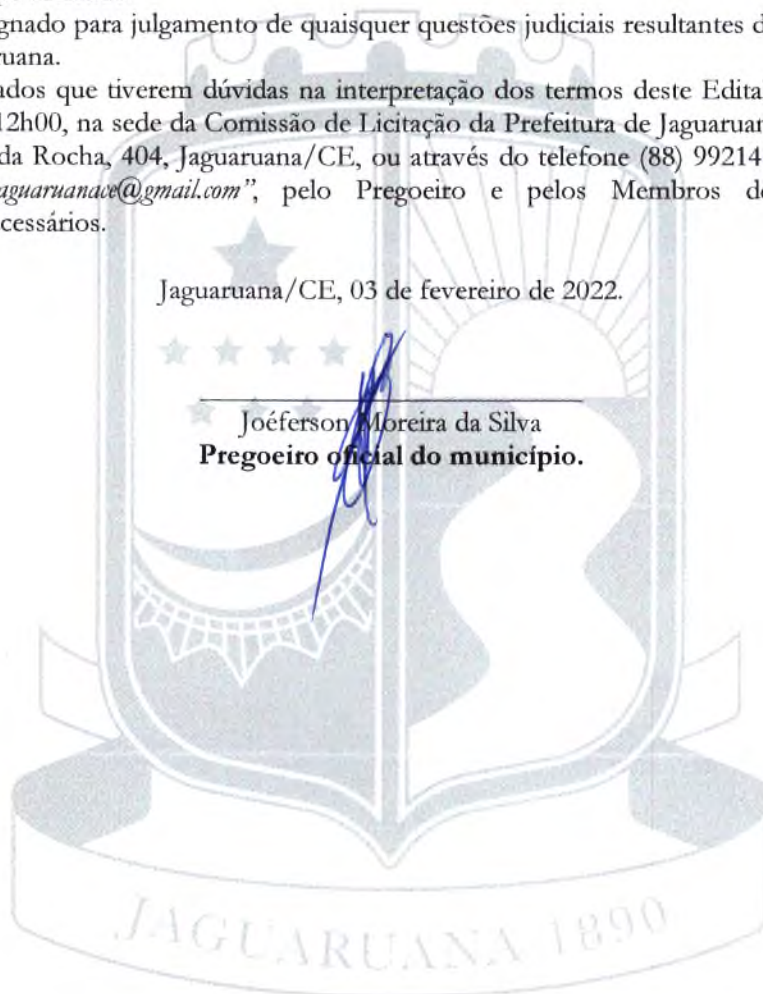 gnado para julgamento de quaisquer questões judiciais resultantes d
ruana.
ados que tiverem dúvidas na interpretação dos termos deste Edita
12h00, na sede da Comissão de Licitação da Prefeitura de Jaguaruan
da Rocha, 404, Jaguaruana/CE, ou através do telefone (88) 99214
aguaruanace@gmail.com”, pelo Pregoeiro e pelos Membros de
cessários.
Jaguaruana/CE, 03 de fevereiro de 2022.
Joéferson Moreira da Silva
Pregoeiro oficial do município.
JAGUARUANA 1890